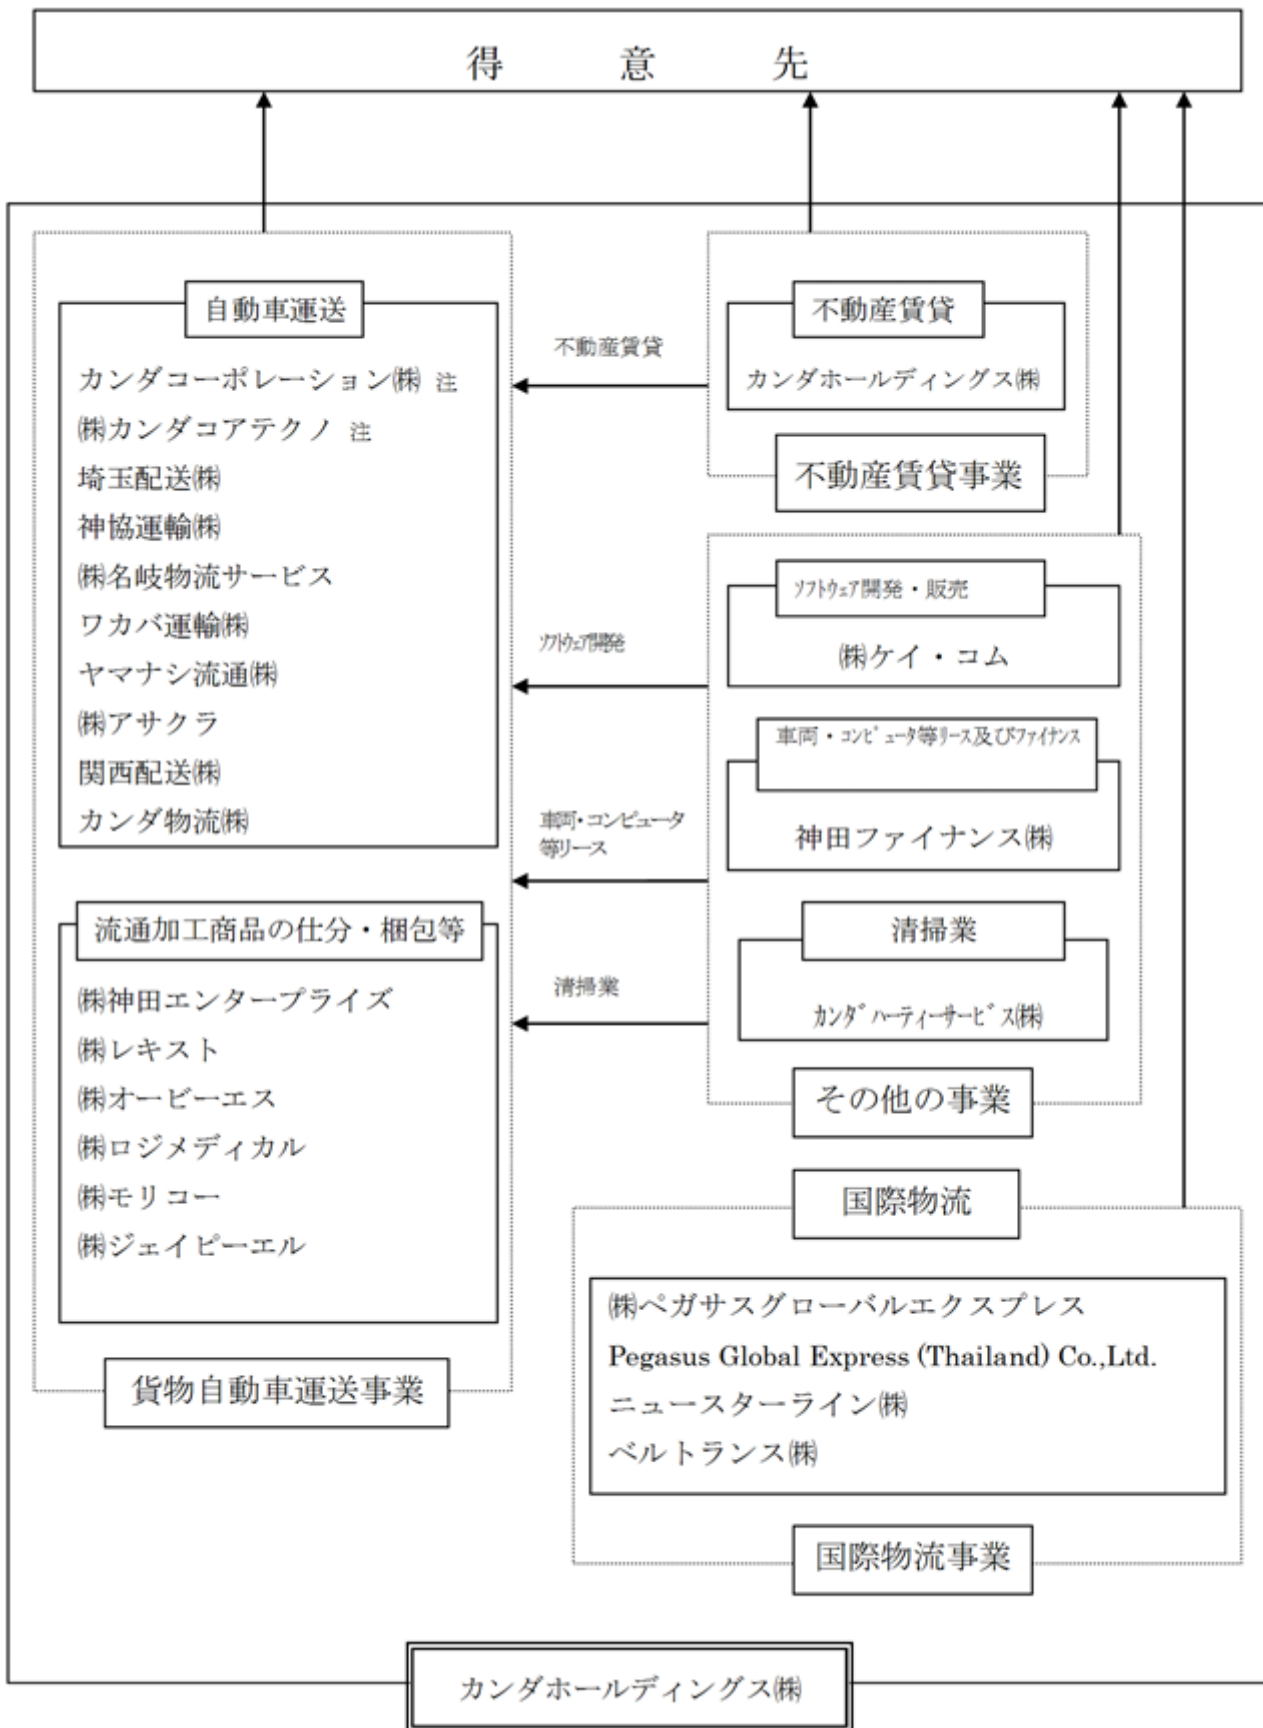 得意先
自動車運送
カンダコーポレーション㈱ 注
㈱カンダコアテクノ 注
埼玉配送㈱
神協運輸㈱
㈱名岐物流サービス
ワカバ運輸㈱
ヤマナシ流通㈱
㈱アサクラ
関西配送㈱
カンダ物流㈱
流通加工商品の仕分・梱包等
㈱神田エンタープライズ
㈱レキスト
㈱オービーエス
㈱ロジメディカル
㈱モリコー
㈱ジェイピーエル
貨物自動車運送事業
不動産賃貸
ソフトウェア開発
車両・コンピュータ
等リース
清掃業
不動産賃貸
カンダホールディングス㈱
不動産賃貸事業
ソフトウェア開発・販売
㈱ケイ・コム
車両・コンピュータ等リース及びファイナンス
神田ファイナンス㈱
清掃業
カンダハーティーサービス㈱
その他の事業
国際物流
㈱ペガサスグローバルエクスプレス
Pegasus Global Express (Thailand) Co.,Ltd.
ニュースターライン㈱
ベルトランス㈱
国際物流事業
カンダホールディングス㈱